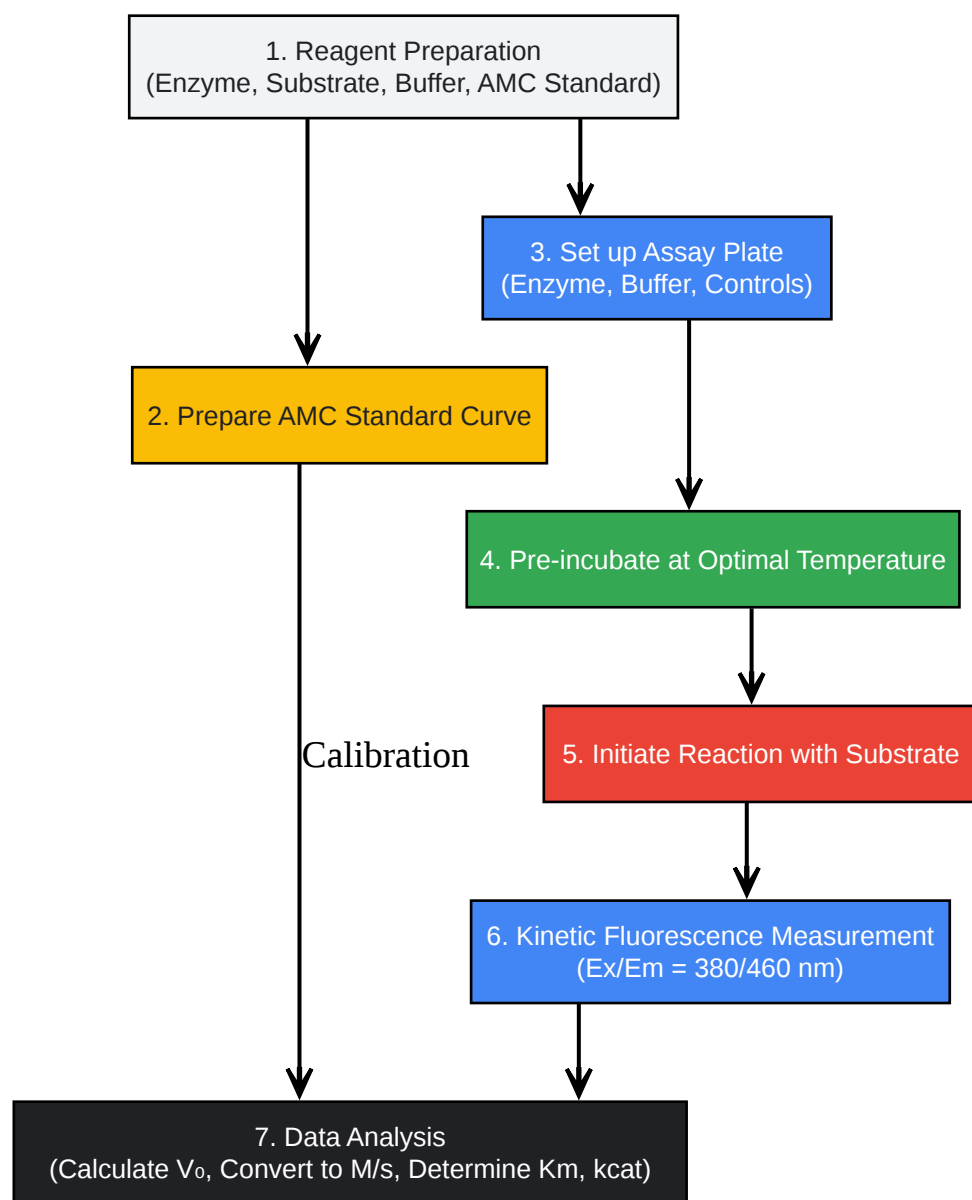 1. Reagent Preparation
(Enzyme, Substrate, Buffer, AMC Standard)
3. Set up Assay Plate
(Enzyme, Buffer, Controls)
2. Prepare AMC Standard Curve
4. Pre-incubate at Optimal Temperature
Calibration
5. Initiate Reaction with Substrate
6. Kinetic Fluorescence Measurement
(Ex/Em = 380/460 nm)
7. Data Analysis
(Calculate V₀, Convert to M/s, Determine Km, kcat)